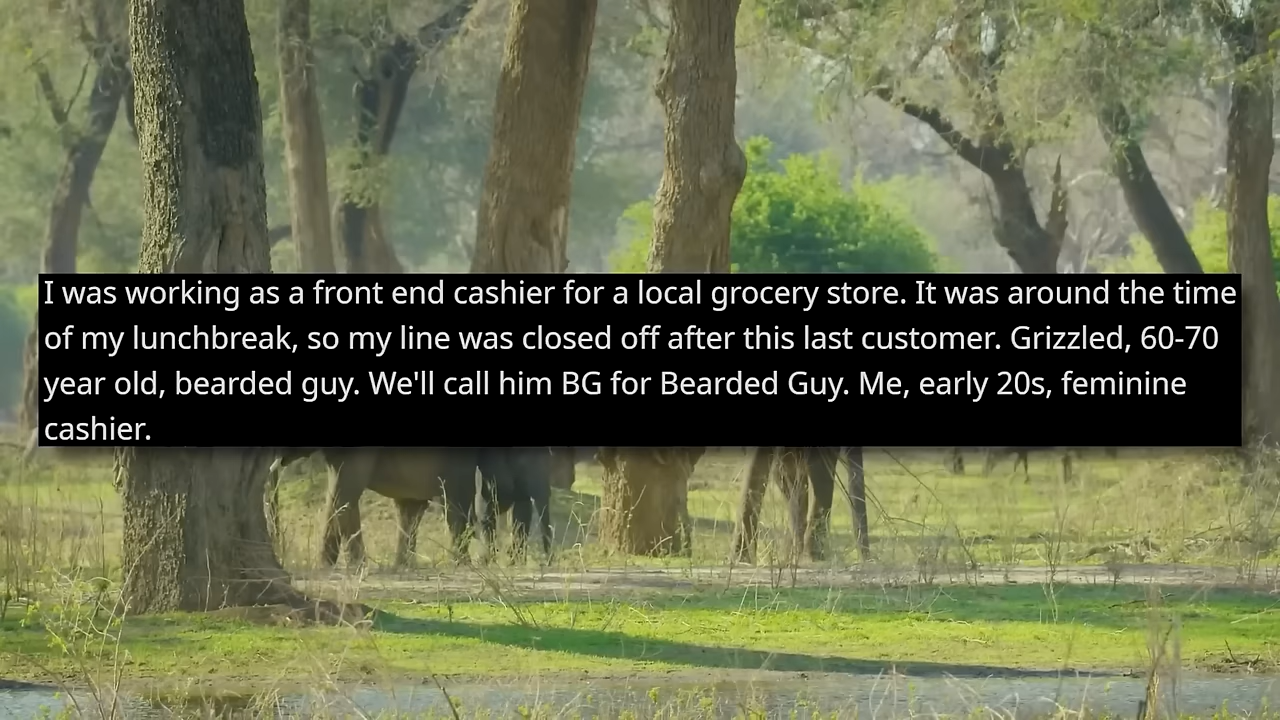 I was working as a front end cashier for a local grocery store. It was around the time
of my lunchbreak, so my line was closed off after this last customer. Grizzled, 60-70
year old, bearded guy. We'll call him BG for Bearded Guy. Me, early 20s, feminine
cashier.